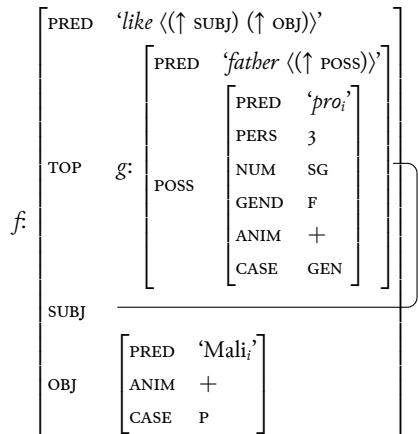 PRED ‘like ⟨(↑ SUBJ) (↑ OBJ)⟩’
PRED ‘father ⟨(↑ POSS)⟩’
PRED ‘proᵢ’
PERS 3
TOP g: NUM SG
POSS GEND F
f: ANIM +
CASE GEN
SUBJ
PRED ‘Maliᵢ’
OBJ ANIM +
CASE P